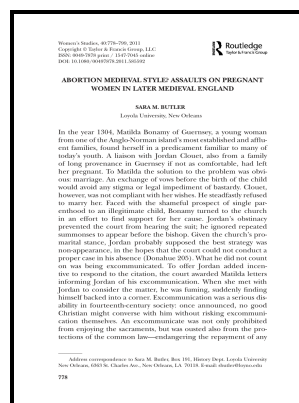 Women's Studies, 40:778–799, 2011
Copyright © Taylor & Francis Group, LLC
ISSN: 0049-7878 print / 1547-7045 online
DOI: 10.1080/00497878.2011.585592
Routledge
Taylor & Francis Group
ABORTION MEDIEVAL STYLE? ASSAULTS ON PREGNANT
WOMEN IN LATER MEDIEVAL ENGLAND
SARA M. BUTLER
Loyola University, New Orleans
In the year 1304, Matilda Bonamy of Guernsey, a young woman
from one of the Anglo-Norman island's most established and afflu-
ent families, found herself in a predicament familiar to many of
today's youth. A liaison with Jordan Clouet, also from a family
of long provenance in Guernsey if not as comfortable, had left
her pregnant. To Matilda the solution to the problem was obvi-
ous: marriage. An exchange of vows before the birth of the child
would avoid any stigma or legal impediment of bastardy. Clouet,
however, was not compliant with her wishes. He steadfastly refused
to marry her. Faced with the shameful prospect of single par-
enthood to an illegitimate child, Bonamy turned to the church
in an effort to find support for her cause. Jordan's obstinacy
prevented the court from hearing the suit; he ignored repeated
summonses to appear before the bishop. Given the church's pro-
marital stance, Jordan probably supposed the best strategy was
non-appearance, in the hopes that the court could not conduct a
proper case in his absence (Donahue 205). What he did not count
on was being excommunicated. To offer Jordan added incen-
tive to respond to the citation, the court awarded Matilda letters
informing Jordan of his excommunication. When she met with
Jordan to consider the matter, he was fuming, suddenly finding
himself backed into a corner. Excommunication was a serious dis-
ability in fourteenth-century society: once announced, no good
Christian might converse with him without risking excommuni-
cation themselves. An excommunicate was not only prohibited
from enjoying the sacraments, but was ousted also from the pro-
tections of the common law—endangering the repayment of any
Address correspondence to Sara M. Butler, Box 191, History Dept. Loyola University
New Orleans, 6363 St. Charles Ave., New Orleans, LA 70118. E-mail: sbutler@loyno.edu
778